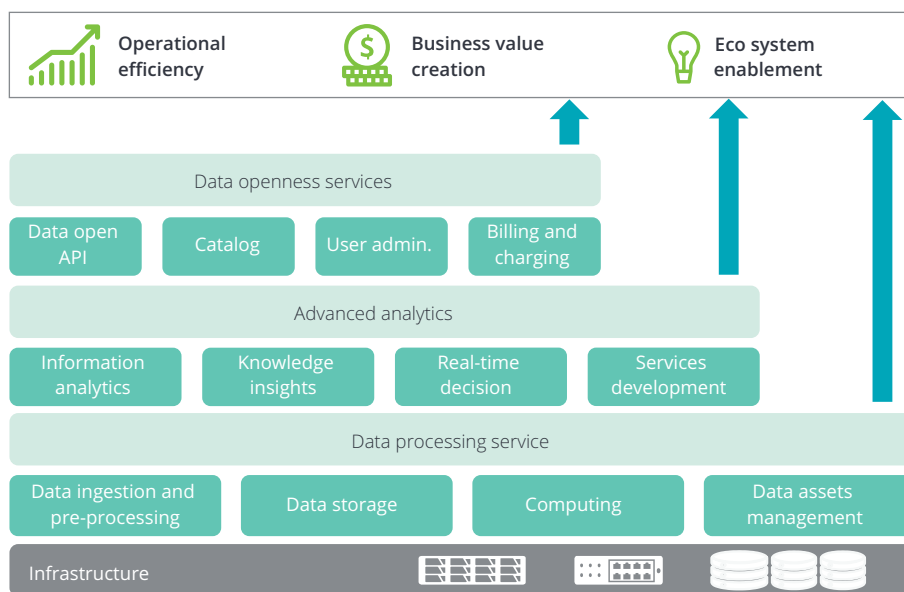 Operational
efficiency
Business value
creation
Eco system
enablement
$
Data openness services
Data open
API
Catalog
User admin.
Billing and
charging
Advanced analytics
Information
analytics
Knowledge
insights
Real-time
decision
Services
development
Data processing service
Data ingestion and
pre-processing
Data storage
Computing
Data assets
management
Infrastructure